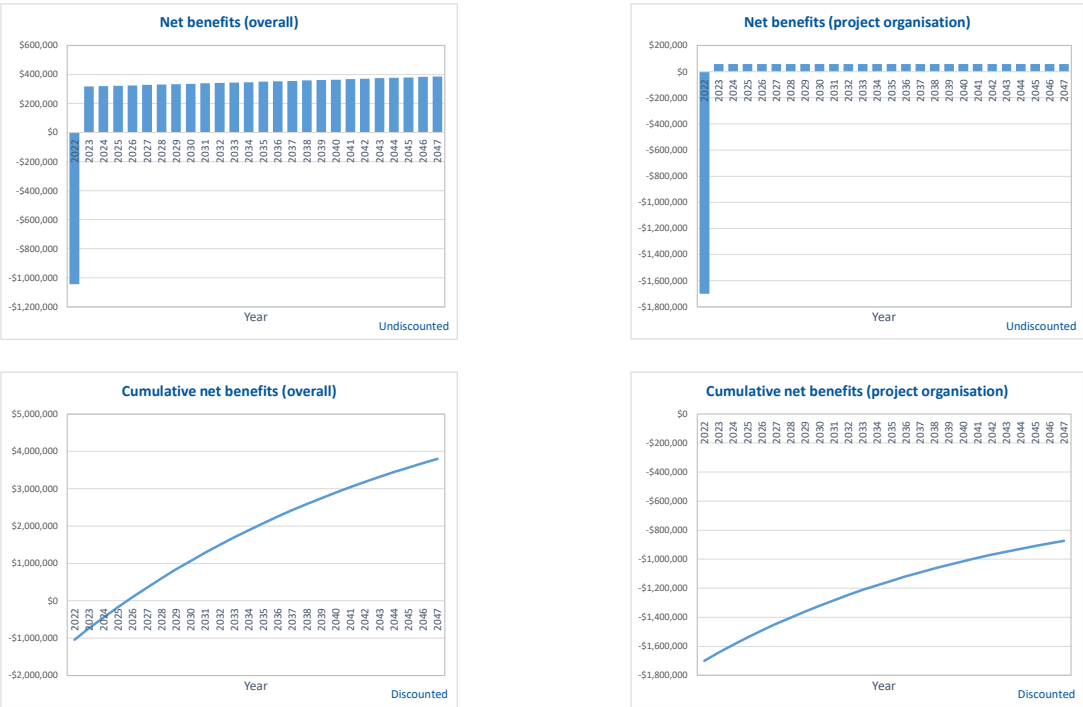 Net benefits (overall)
$600,000
$400,000
$200,000
$0
-$200,000
-$400,000
-$600,000
-$800,000
-$1,000,000
-$1,200,000
2022 2023 2024 2025 2026 2027 2028 2029 2030 2031 2032 2033 2034 2035 2036 2037 2038 2039 2040 2041 2042 2043 2044 2045 2046 2047
Year
Undiscounted
Net benefits (project organisation)
$200,000
$0
-$200,000
-$400,000
-$600,000
-$800,000
-$1,000,000
-$1,200,000
-$1,400,000
-$1,600,000
-$1,800,000
2022 2023 2024 2025 2026 2027 2028 2029 2030 2031 2032 2033 2034 2035 2036 2037 2038 2039 2040 2041 2042 2043 2044 2045 2046 2047
Year
Undiscounted
Cumulative net benefits (overall)
$5,000,000
$4,000,000
$3,000,000
$2,000,000
$1,000,000
$0
-$1,000,000
-$2,000,000
2022 2023 2024 2025 2026 2027 2028 2029 2030 2031 2032 2033 2034 2035 2036 2037 2038 2039 2040 2041 2042 2043 2044 2045 2046 2047
Year
Discounted
Cumulative net benefits (project organisation)
$0
-$200,000
-$400,000
-$600,000
-$800,000
-$1,000,000
-$1,200,000
-$1,400,000
-$1,600,000
-$1,800,000
2022 2023 2024 2025 2026 2027 2028 2029 2030 2031 2032 2033 2034 2035 2036 2037 2038 2039 2040 2041 2042 2043 2044 2045 2046 2047
Year
Discounted